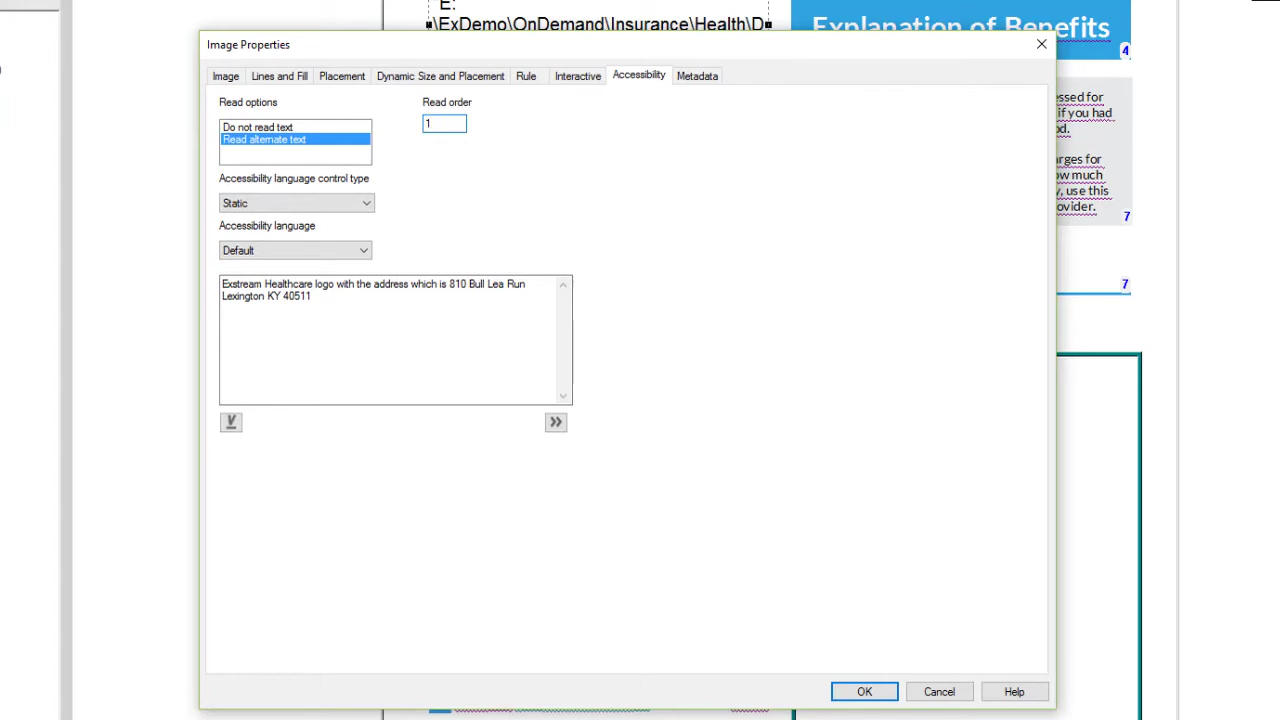 E:
\ExDemo\OnDemand\Insurance\Health\D
Explanation of Benefits
4
Image Properties
Image
Lines and Fill
Placement
Dynamic Size and Placement
Rule
Interactive
Accessibility
Metadata
Read options
Read order
Do not read text
Read alternate text
1
Accessibility language control type
Static
Accessibility language
Default
Exstream Healthcare logo with the address which is 810 Bull Lea Run
Lexington KY 40511
V
»
essed for
if you had
od.
arges for
ow much
y, use this
ovider.
7
7
OK
Cancel
Help